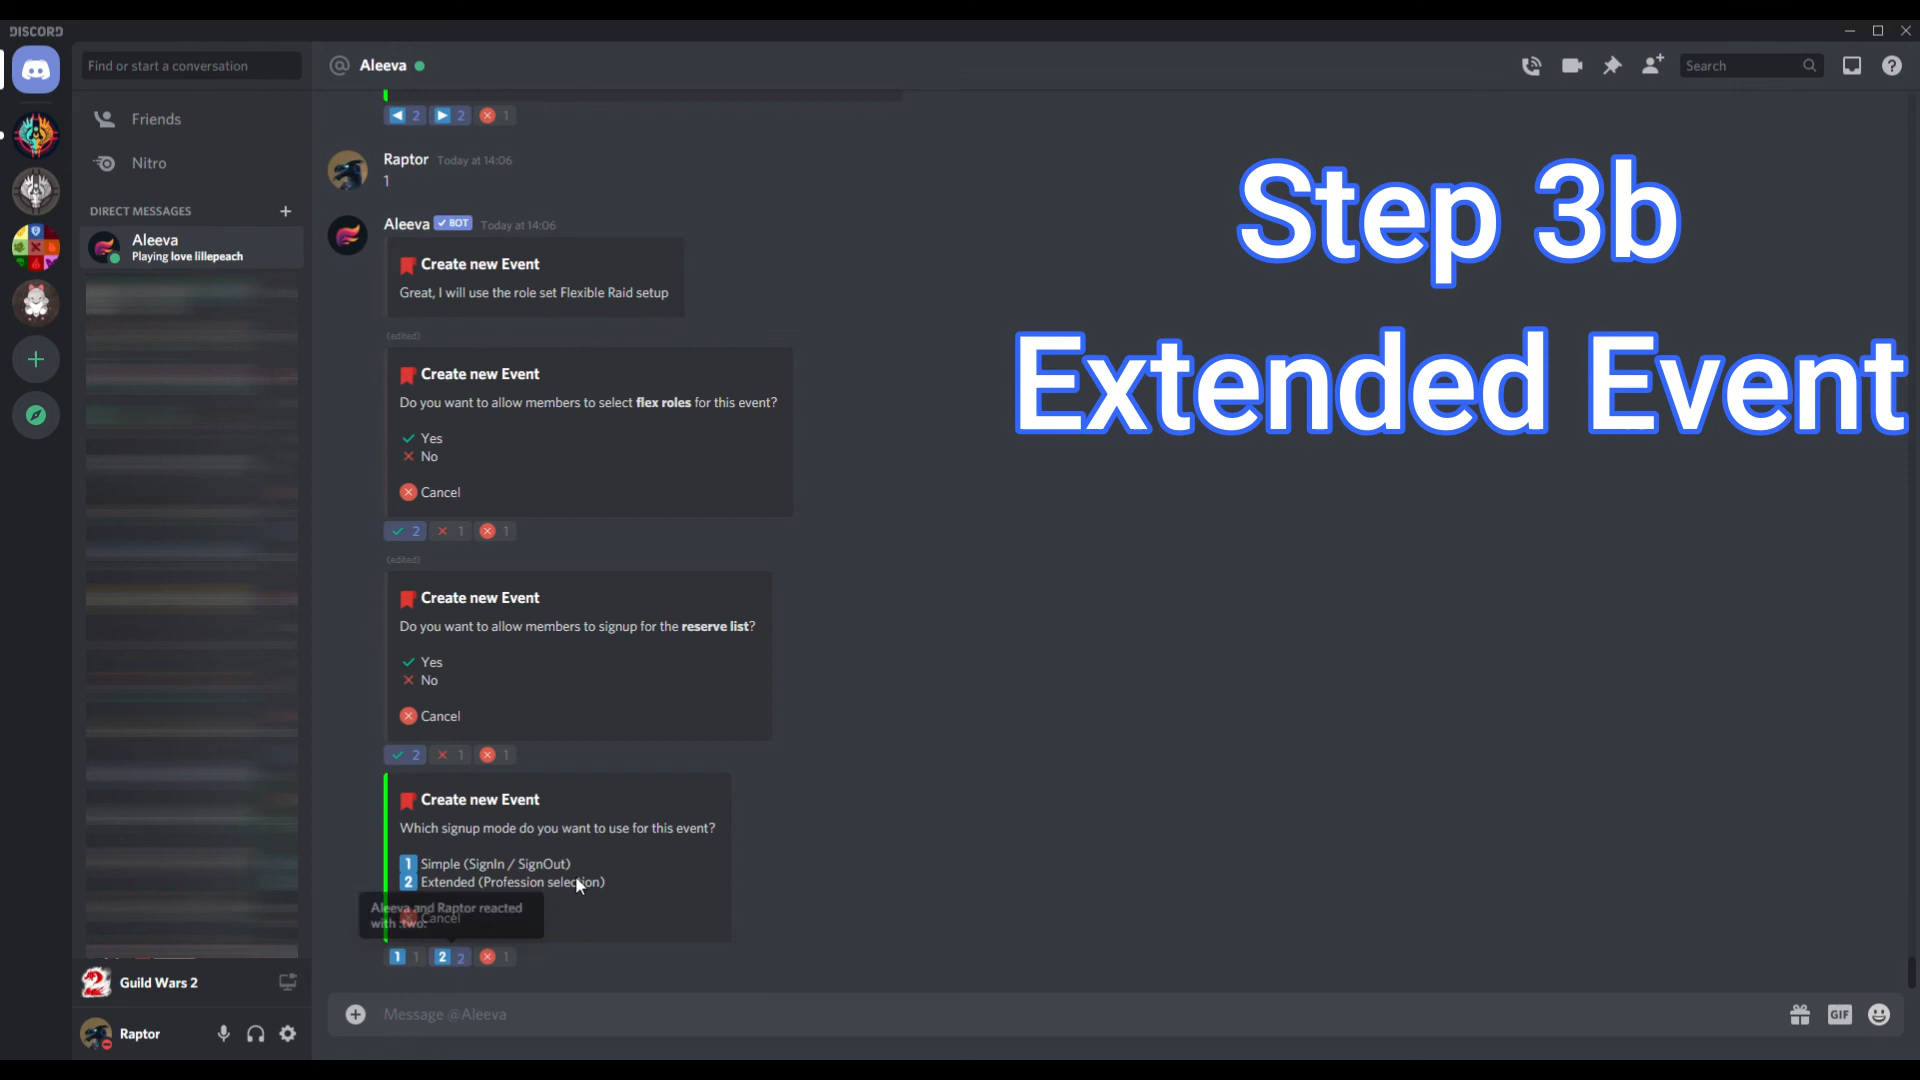 DISCORD
Find or start a conversation
Aleeva
Search
Friends
Nitro
DIRECT MESSAGES
Aleeva
Playing love lillepeach
2 2 1
Raptor Today at 14:06
1
Aleeva BOT Today at 14:06
Create new Event
Great, I will use the role set Flexible Raid setup
(edited)
Create new Event
Do you want to allow members to select flex roles for this event?
Yes
No
Cancel
2 1 1
(edited)
Create new Event
Do you want to allow members to signup for the reserve list?
Yes
No
Cancel
2 1 1
Create new Event
Which signup mode do you want to use for this event?
1 Simple (SignIn / SignOut)
2 Extended (Profession selection)
Cancel
Aleeva and Raptor reacted
with :two:
1 1 2 2 1
Step 3b
Extended Event
Guild Wars 2
Raptor
Message @Aleeva
GIF